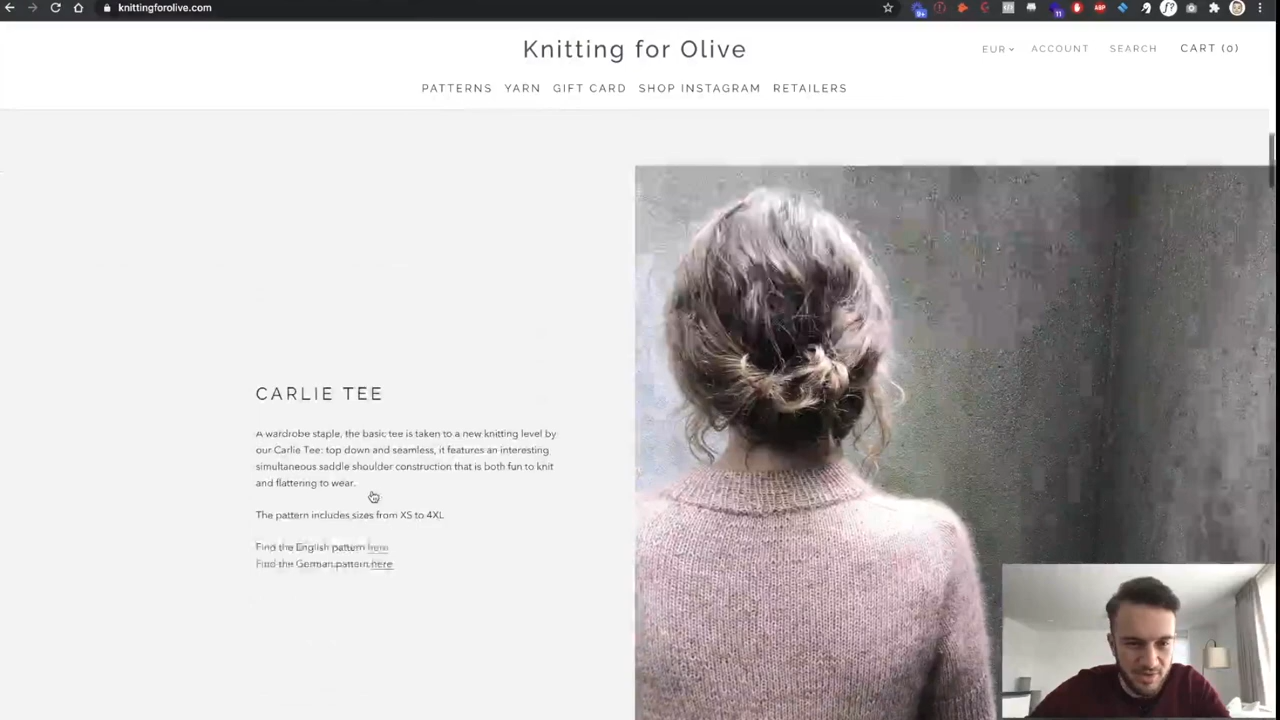 knittingforolive.com
Knitting for Olive
EUR ACCOUNT SEARCH CART (0)
PATTERNS YARN GIFT CARD SHOP INSTAGRAM RETAILERS
CARLIE TEE
A wardrobe staple, the basic tee is taken to a new knitting level by
our Carlie Tee: top down and seamless, it features an interesting
simultaneous saddle shoulder construction that is both fun to knit
and flattering to wear.
The pattern includes sizes from XS to 4XL
Find the English pattern here
Find the German pattern here